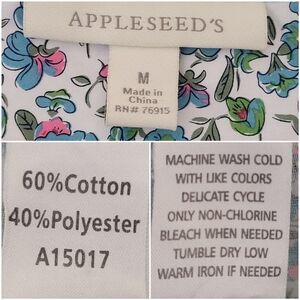 APPLESEED'S
M
Made in
China
RN# 76915
60%Cotton
40%Polyester
A15017
MACHINE WASH COLD
WITH LIKE COLORS
DELICATE CYCLE
ONLY NON-CHLORINE
BLEACH WHEN NEEDED
TUMBLE DRY LOW
WARM IRON IF NEEDED